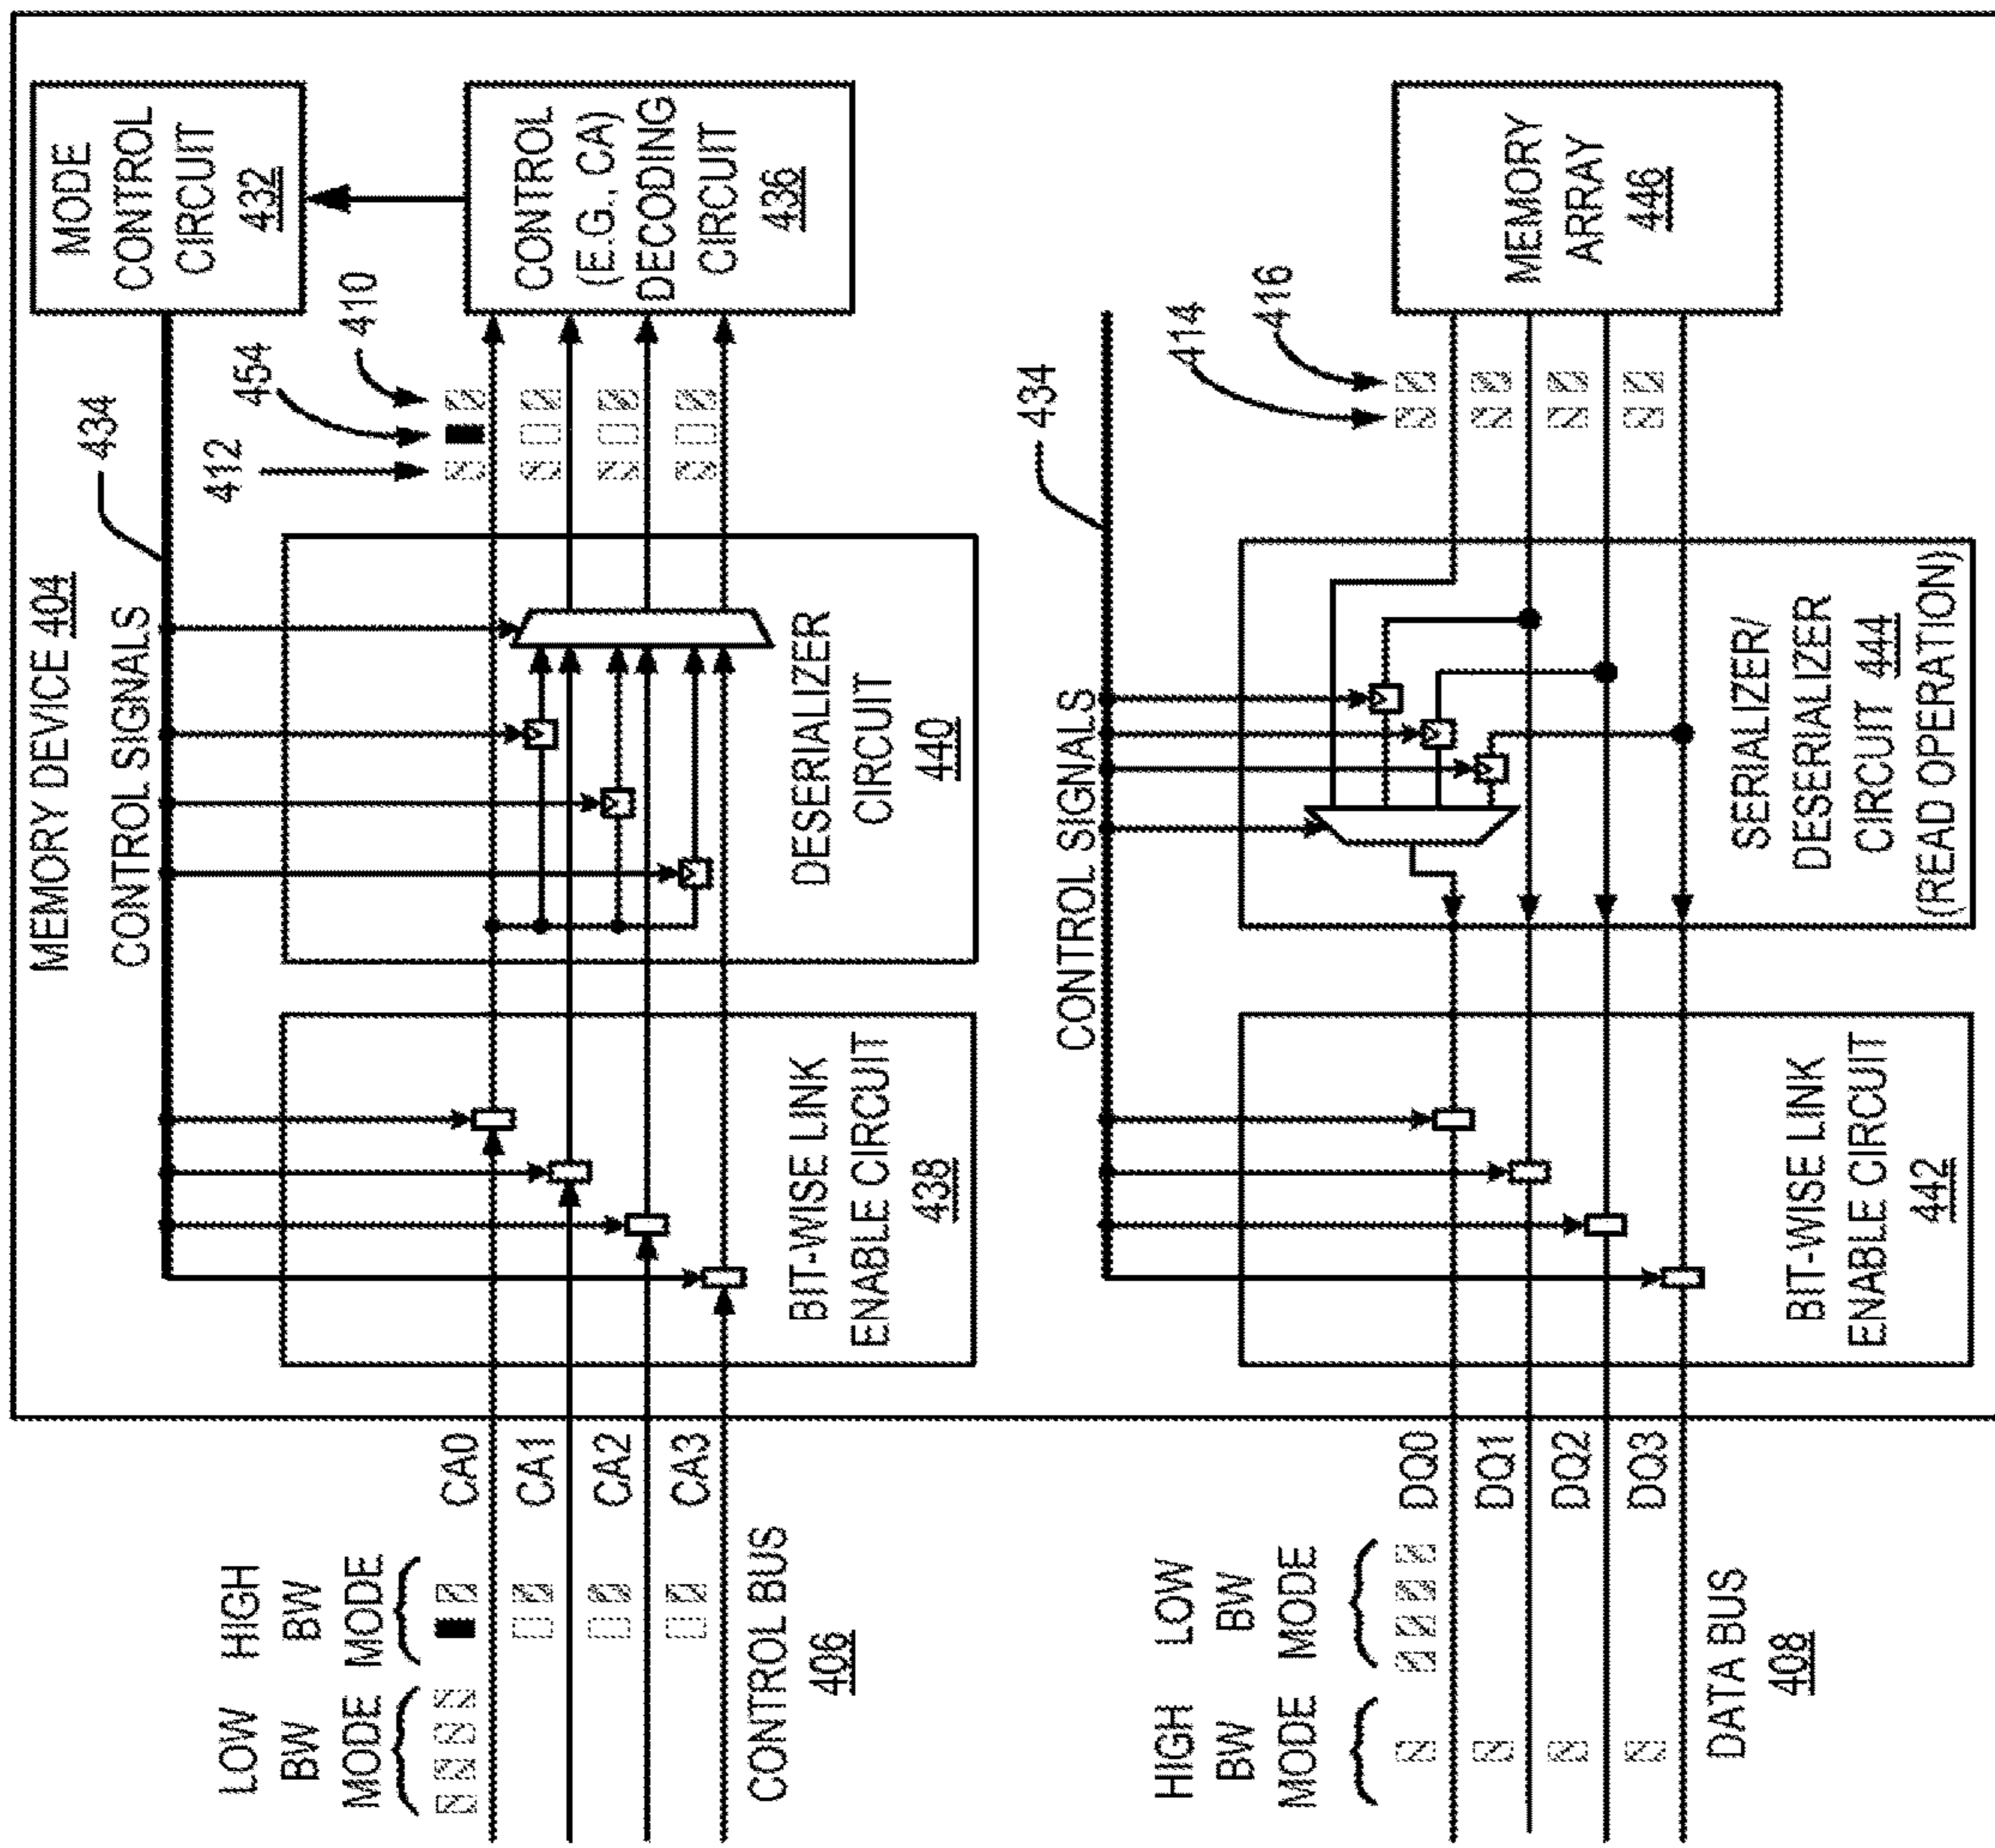 LOW
BW
MODE
HIGH
BW
MODE
CA0
CA1
CA2
CA3
CONTROL BUS
406
MEMORY DEVICE 404
CONTROL SIGNALS
434
BIT-WISE LINK
ENABLE CIRCUIT
438
DESERIALIZER
CIRCUIT
440
412
454
410
MODE
CONTROL
CIRCUIT
432
CONTROL
(E.G., CA)
DECODING
CIRCUIT
436
HIGH
BW
MODE
LOW
BW
MODE
DQ0
DQ1
DQ2
DQ3
DATA BUS
408
CONTROL SIGNALS
434
BIT-WISE LINK
ENABLE CIRCUIT
442
SERIALIZER/
DESERIALIZER
CIRCUIT 444
(READ OPERATION)
414
416
MEMORY
ARRAY
446